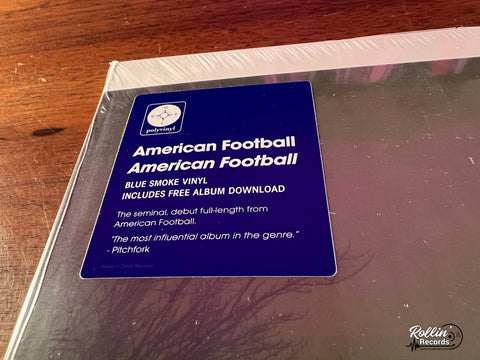 polyvinyl
American Football
American Football
BLUE SMOKE VINYL
INCLUDES FREE ALBUM DOWNLOAD
The seminal, debut full-length from
American Football.
"The most influential album in the genre."
- Pitchfork
Rollin'
Records